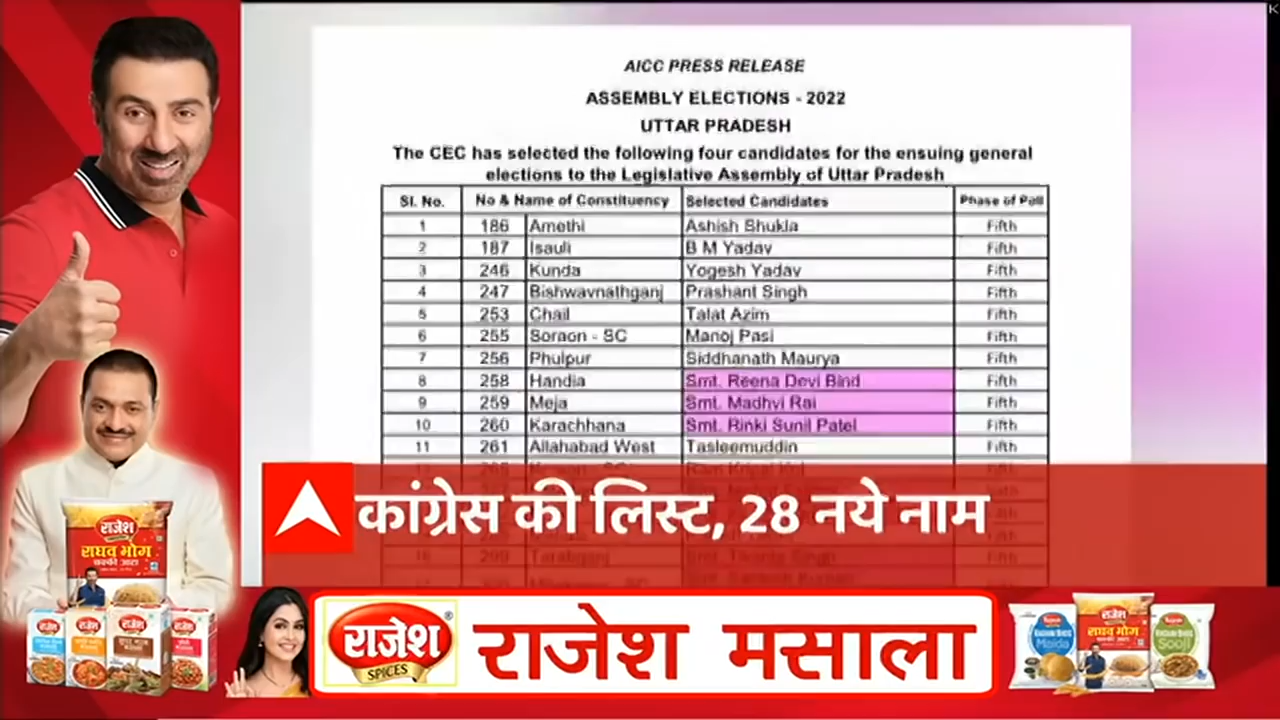 AICC PRESS RELEASE
ASSEMBLY ELECTIONS - 2022
UTTAR PRADESH
The CEC has selected the following four candidates for the ensuing general
elections to the Legislative Assembly of Uttar Pradesh
Sl. No. No & Name of Constituency Selected Candidates Phase of Poll
1 186 Amethi Ashish Shukla Fifth
2 187 Isauli B M Yadav Fifth
3 246 Kunda Yogesh Yadav Fifth
4 247 Bishwavnathganj Prashant Singh Fifth
5 253 Chail Talat Azim Fifth
6 255 Soraon - SC Manoj Pasi Fifth
7 256 Phulpur Siddhanath Maurya Fifth
8 258 Handia Smt. Reena Devi Bind Fifth
9 259 Meja Smt. Madhvi Rai Fifth
10 260 Karachhana Smt. Rinki Sunil Patel Fifth
11 261 Allahabad West Tasleemuddin Fifth
कांग्रेस की लिस्ट, 28 नये नाम
राजेश
राघव भोग
चक्की आटा
राजेश
SPICES
राजेश मसाला
Maida
राजेश
राघव भोग
Sooji